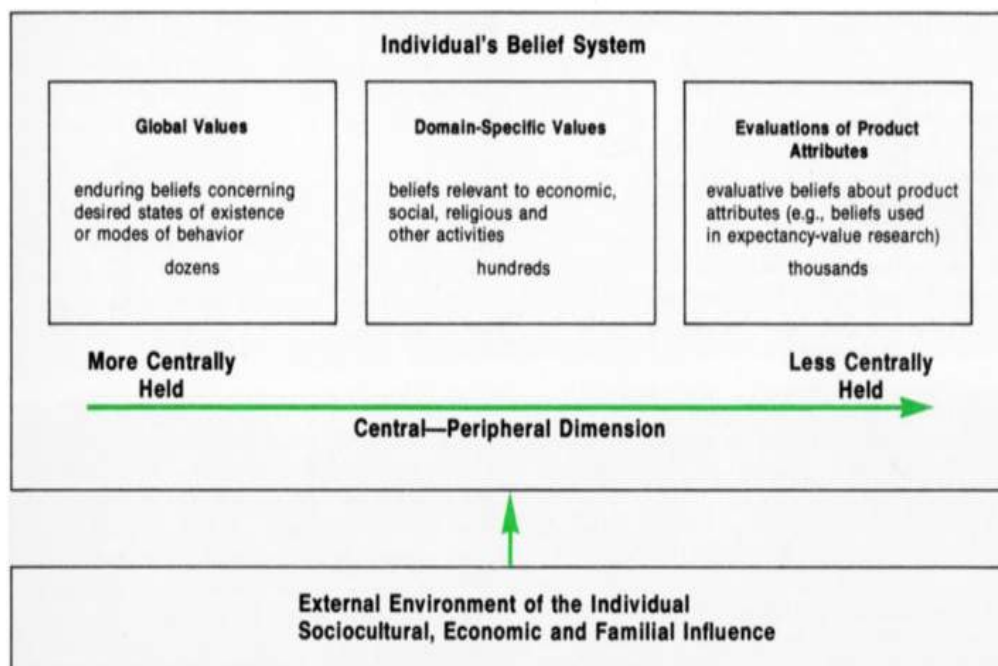 Individual's Belief System
Global Values
enduring beliefs concerning
desired states of existence
or modes of behavior
dozens
Domain-Specific Values
beliefs relevant to economic,
social, religious and
other activities
hundreds
Evaluations of Product
Attributes
evaluative beliefs about product
attributes (e.g., beliefs used
in expectancy-value research)
thousands
More Centrally
Held
Less Centrally
Held
Central—Peripheral Dimension
External Environment of the Individual
Sociocultural, Economic and Familial Influence